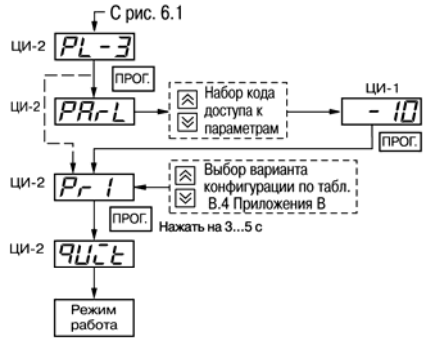 С рис. 6.1
ЦИ-2 PL-3
ПРОГ.
ЦИ-2 PArL
Набор кода
доступа к
параметрам
ЦИ-1
- 10
ПРОГ.
ЦИ-2 Pr 1
Выбор варианта
конфигурации по табл.
В.4 Приложения В
ПРОГ. Нажать на 3...5 с
ЦИ-2
Режим
работа